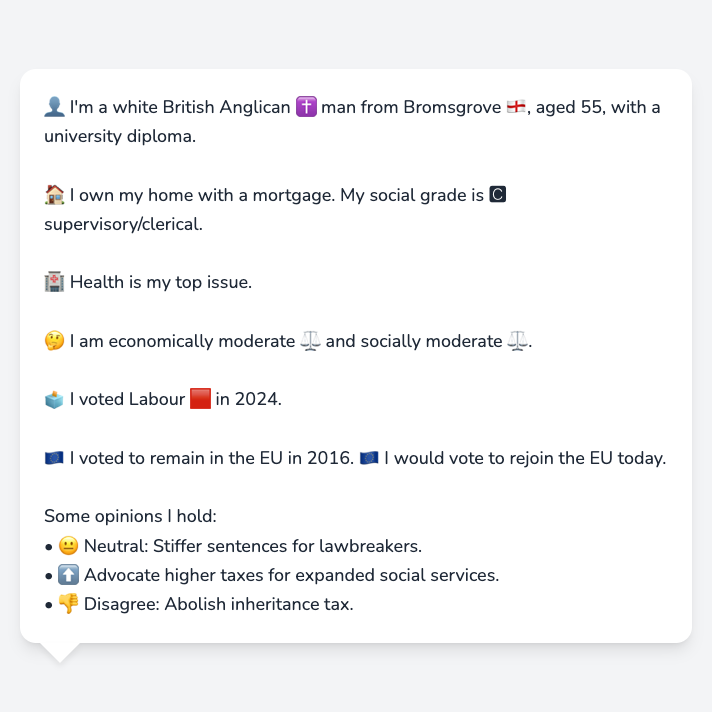 👤 I'm a white British Anglican ✝️ man from Bromsgrove 🏴󠁧󠁢󠁥󠁮󠁧󠁿, aged 55, with a
university diploma.
🏠 I own my home with a mortgage. My social grade is 🅲
supervisory/clerical.
🏥 Health is my top issue.
🤔 I am economically moderate ⚖️ and socially moderate ⚖️.
🗳️ I voted Labour 🟥 in 2024.
🇪🇺 I voted to remain in the EU in 2016. 🇪🇺 I would vote to rejoin the EU today.
Some opinions I hold:
• 😐 Neutral: Stiffer sentences for lawbreakers.
• ⬆️ Advocate higher taxes for expanded social services.
• 👎 Disagree: Abolish inheritance tax.